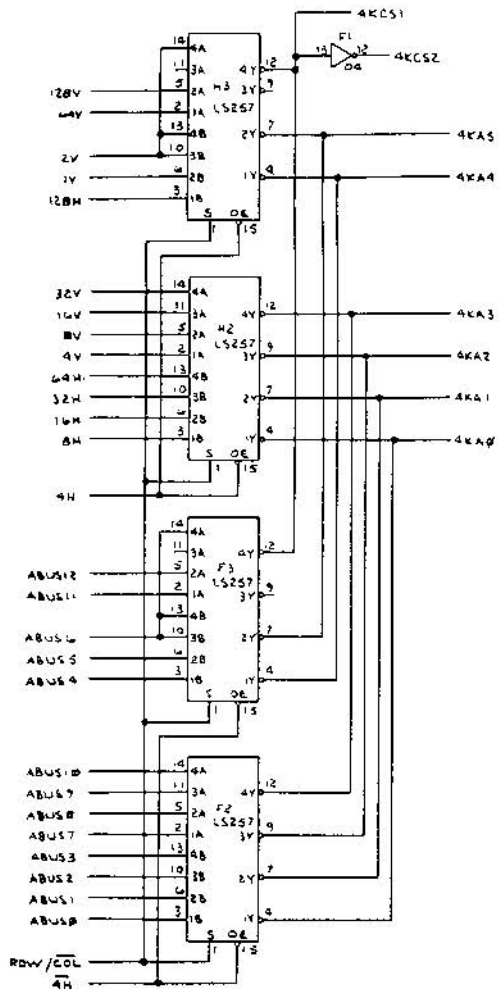 4KCS1
F1
14 4A
13 12 4KCS2
11 3A 4Y 12
04
128V 5 2A H3 3Y 9
64V 2 1A LS257
13 4B 2Y 7 4KA5
2V 10 3B
1V 6 2B 1Y 4 4KA4
128H 3 1B
S OE
1 15
32V 14 4A
16V 11 3A 4Y 12 4KA3
8V 5 2A H2
4V 2 1A LS257 3Y 9 4KA2
64H 13 4B
32H 10 3B 2Y 7 4KA1
16H 6 2B
8H 3 1B 1Y 4 4KA0
S OE
1 15
4H
14 4A
11 3A 4Y 12
ABUS12 5 2A F3
ABUS11 2 1A LS257 3Y 9
13 4B
ABUS6 10 3B 2Y 7
ABUS5 6 2B
ABUS4 3 1B 1Y 4
S OE
1 15
ABUS10 14 4A
ABUS9 11 3A 4Y 12
ABUS8 5 2A F2
ABUS7 2 1A LS257 3Y 9
ABUS3 13 4B
ABUS2 10 3B 2Y 7
ABUS1 6 2B
ABUS0 3 1B 1Y 4
S OE
1 15
ROW/COL
4H